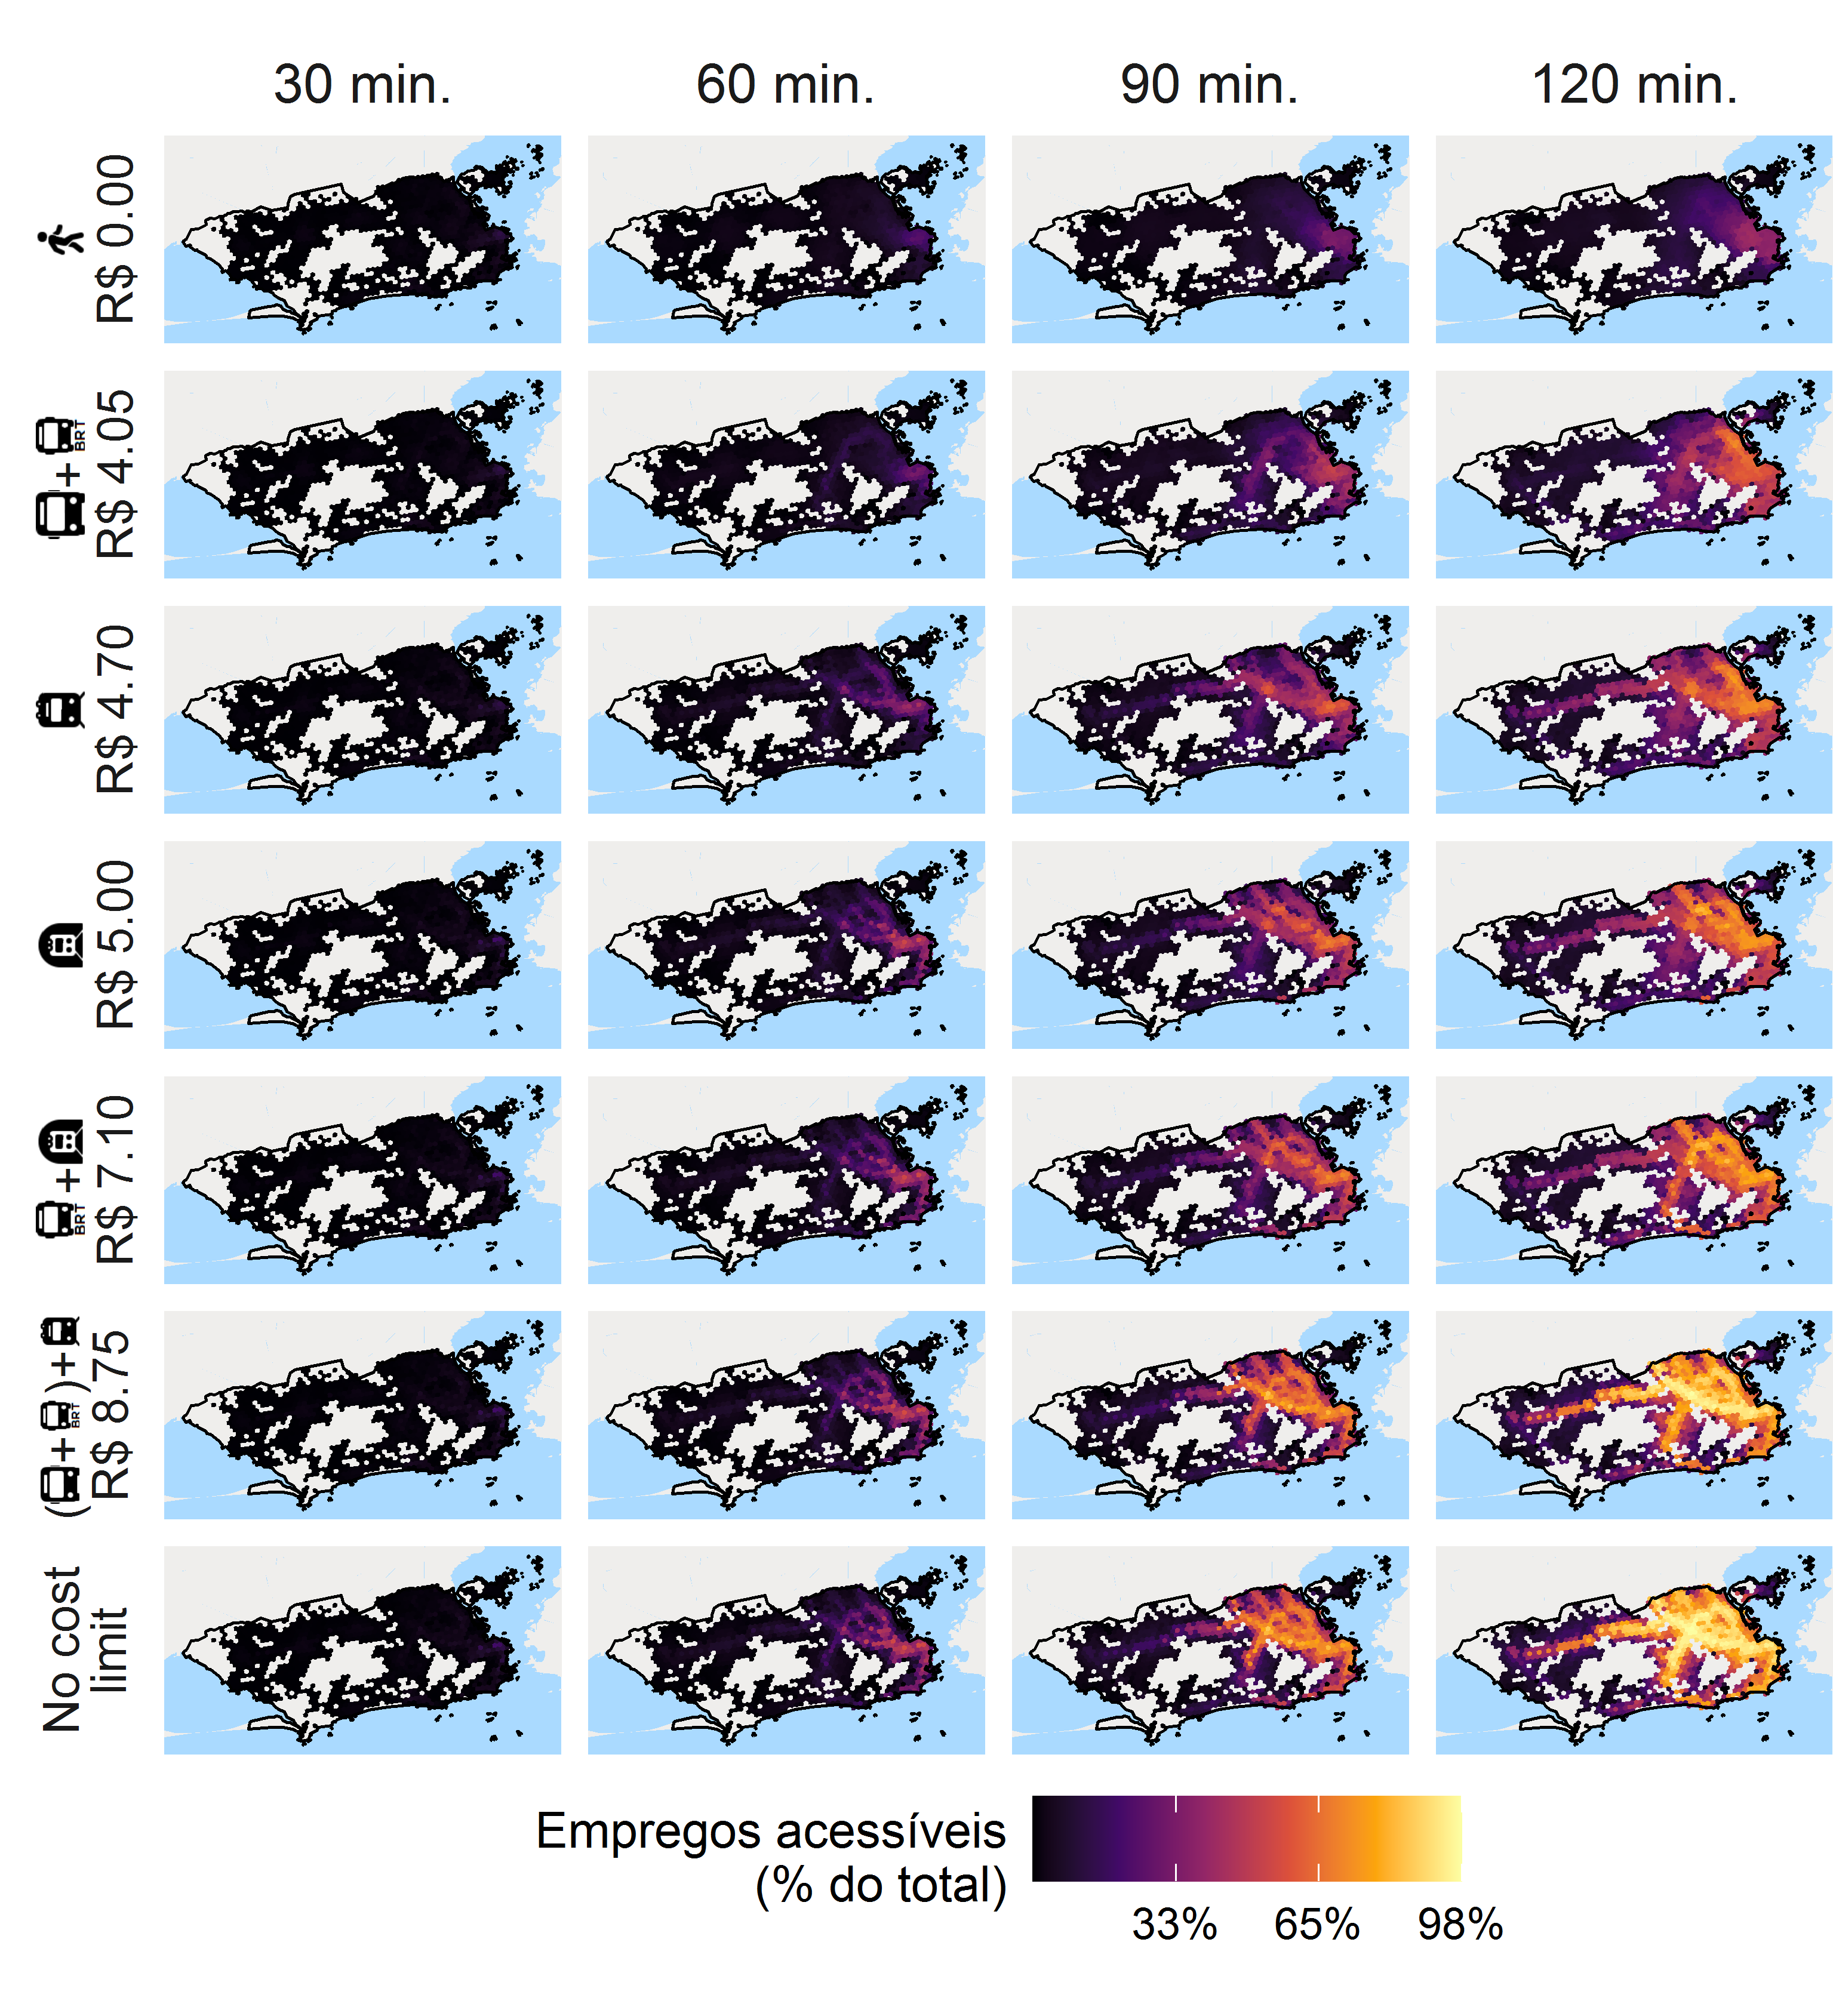 30 min.
60 min.
90 min.
120 min.
R$ 0.00
+ BRT
R$ 4.05
R$ 4.70
R$ 5.00
BRT +
R$ 7.10
( + BRT )+
R$ 8.75
No cost
limit
Empregos acessíveis
(% do total)
33%
65%
98%